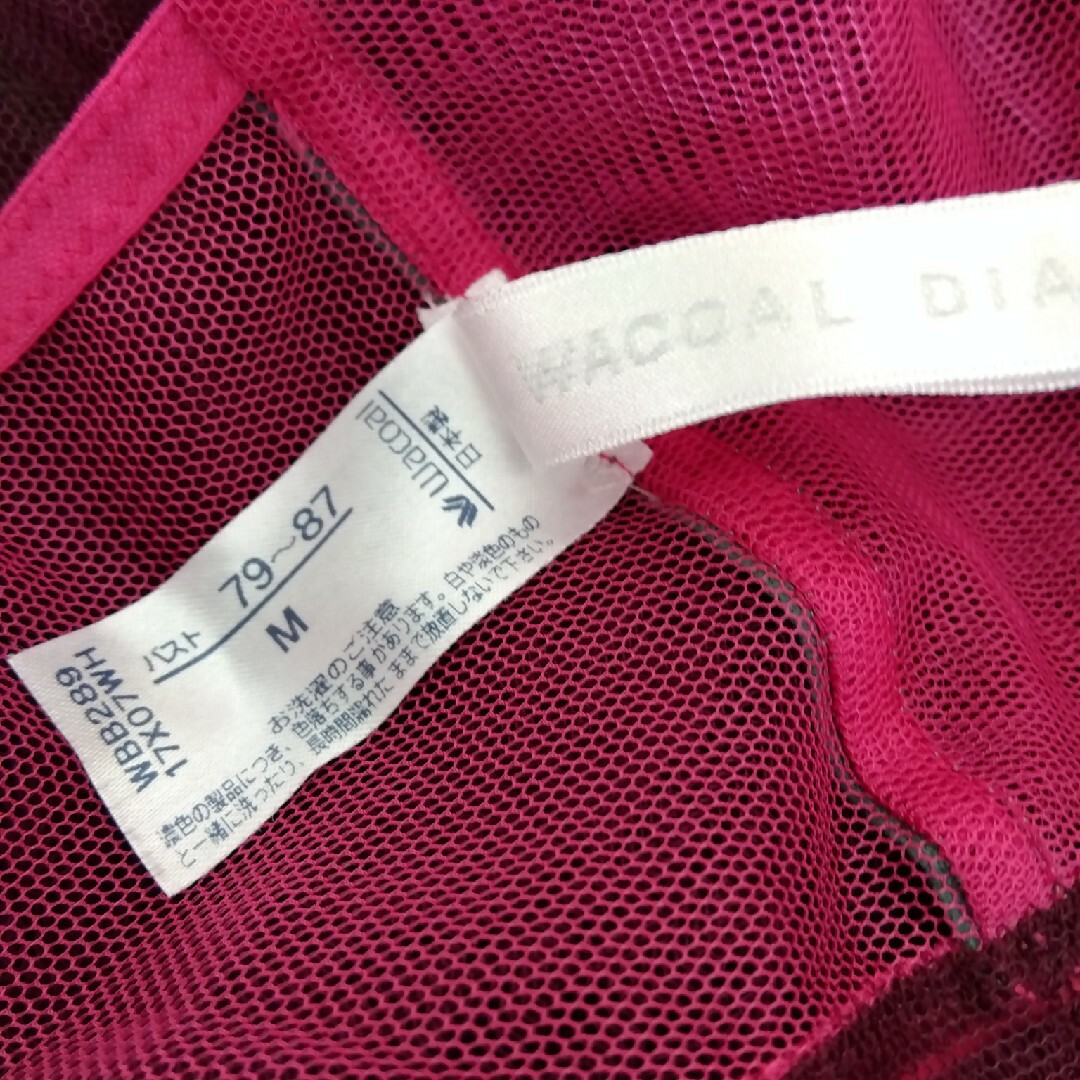 WACOAL DIA
Wacoal
日本製
79～87
バスト
M
WBB289
17X07WH
お洗濯のご注意
濃色の製品につき、色落ちする事があります。白や淡色のもの
と一緒に洗ったり、長時間濡れたままで放置しないで下さい。